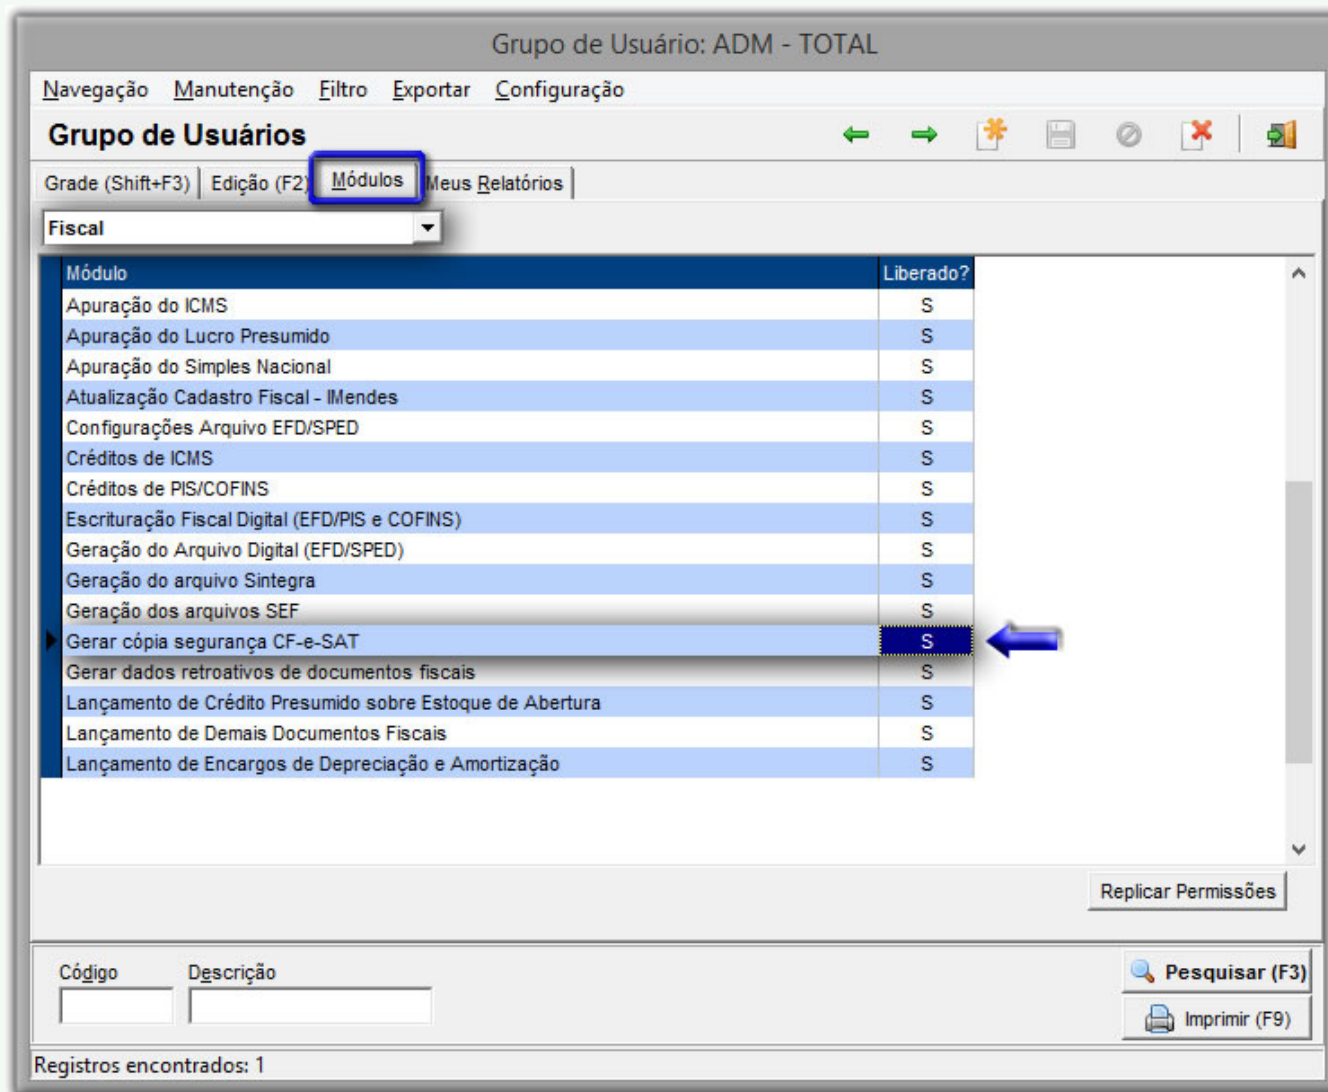 Grupo de Usuário: ADM - TOTAL
Navegação Manutenção Filtro Exportar Configuração
Grupo de Usuários
Grade (Shift+F3) Edição (F2) Módulos Meus Relatórios
Fiscal
Módulo Liberado?
Apuração do ICMS S
Apuração do Lucro Presumido S
Apuração do Simples Nacional S
Atualização Cadastro Fiscal - IMendes S
Configurações Arquivo EFD/SPED S
Créditos de ICMS S
Créditos de PIS/COFINS S
Escrituração Fiscal Digital (EFD/PIS e COFINS) S
Geração do Arquivo Digital (EFD/SPED) S
Geração do arquivo Sintegra S
Geração dos arquivos SEF S
Gerar cópia segurança CF-e-SAT S
Gerar dados retroativos de documentos fiscais S
Lançamento de Crédito Presumido sobre Estoque de Abertura S
Lançamento de Demais Documentos Fiscais S
Lançamento de Encargos de Depreciação e Amortização S
Replicar Permissões
Código Descrição
Pesquisar (F3)
Imprimir (F9)
Registros encontrados: 1